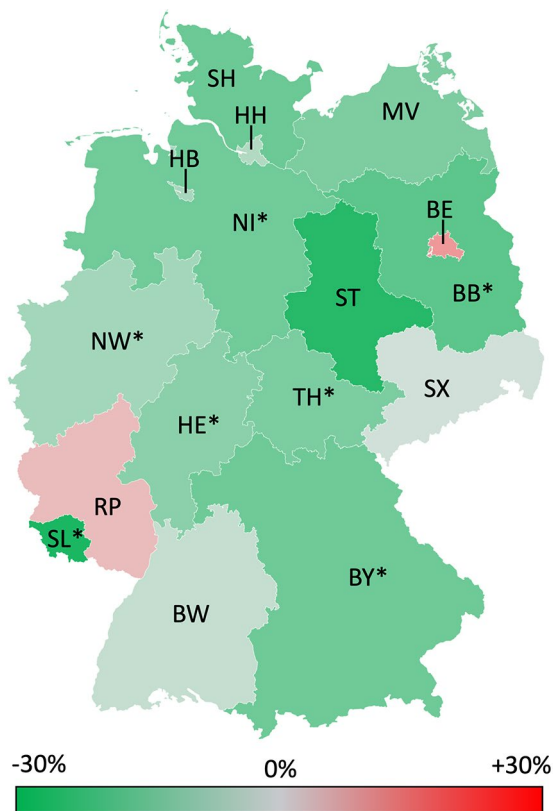 SH
MV
HH
HB
BE
NI*
ST
BB*
NW*
SX
TH*
HE*
RP
SL*
BY*
BW
-30%
0%
+30%